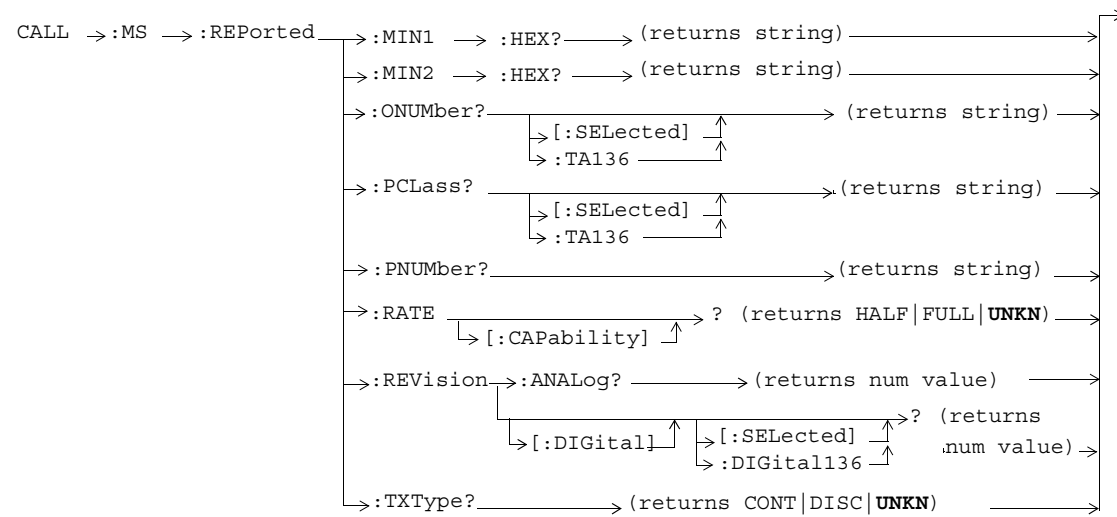 CALL :MS :REPorted :MIN1 :HEX? (returns string)
:MIN2 :HEX? (returns string)
:ONUMber? (returns string)
[:SELected]
:TA136
:PCLass? (returns string)
[:SELected]
:TA136
:PNUMber? (returns string)
:RATE ? (returns HALF|FULL|UNKN)
[:CAPability]
:REVision :ANALog? (returns num value)
? (returns
[:DIGital] [:SELected] num value)
:DIGital136
:TXType? (returns CONT|DISC|UNKN)